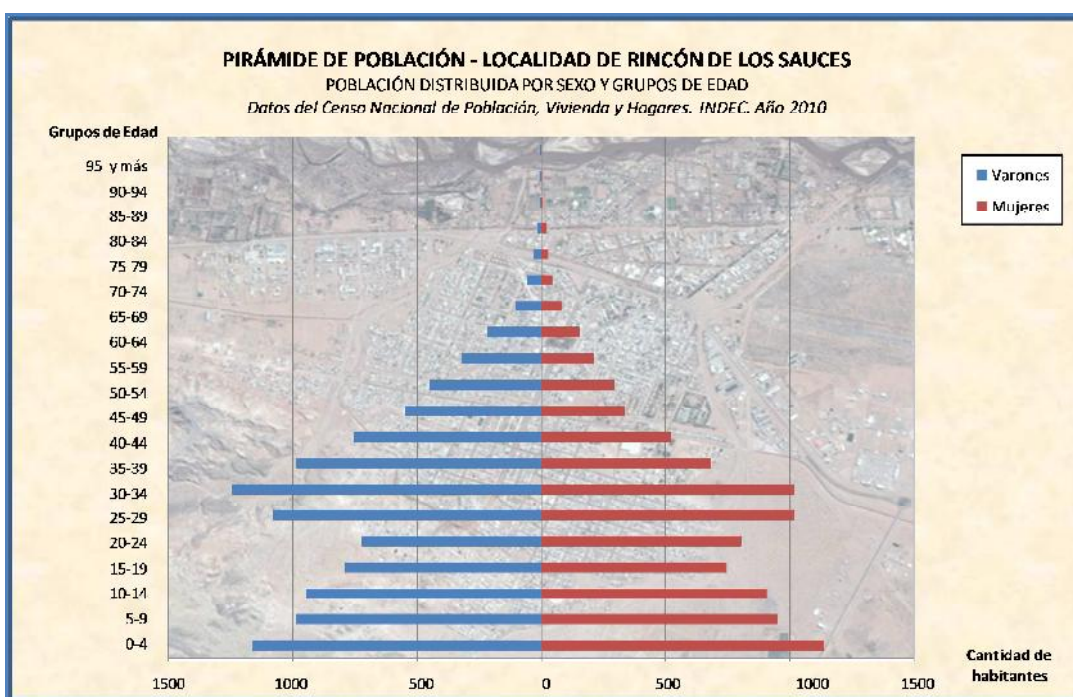 PIRÁMIDE DE POBLACIÓN - LOCALIDAD DE RINCÓN DE LOS SAUCES
POBLACIÓN DISTRIBUIDA POR SEXO Y GRUPOS DE EDAD
Datos del Censo Nacional de Población, Vivienda y Hogares. INDEC. Año 2010
Grupos de Edad
95 y más
90-94
85-89
80-84
75 79
70-74
65-69
60-64
55-59
50-54
45-49
40-44
35-39
30-34
25-29
20-24
15-19
10-14
5-9
0-4
Varones
Mujeres
1500 1000 500 0 500 1000 1500
Cantidad de
habitantes